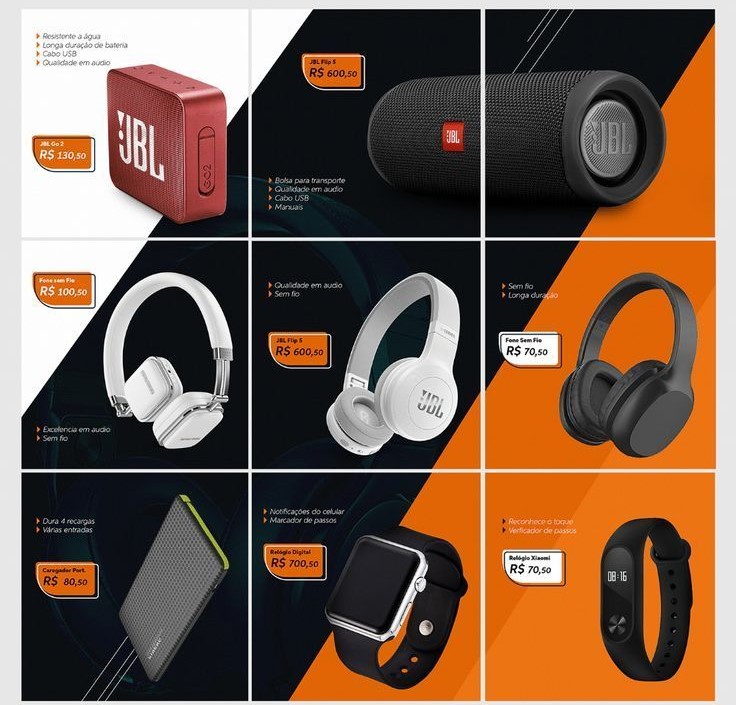 Resistente a água
Longa duração de bateria
Cabo USB
Qualidade em audio
JBL
GO2
JBL Go 2
R$ 130,50
JBL Flip 5
R$ 600,50
JBL
JBL
Bolsa para transporte
Qualidade em audio
Cabo USB
Manuais
Fone sem Fio
R$ 100,50
Excelencia em audio
Sem fio
Qualidade em audio
Sem fio
JBL Flip 5
R$ 600,50
JBL
Sem fio
Longa duração
Fone Sem Fio
R$ 70,50
Dura 4 recargas
Várias entradas
Caregador Port.
R$ 80,50
Notificações do celular
Marcador de passos
Relógio Digital
R$ 700,50
Reconhece o toque!
Verficador de passos
Relógio Xiaomi
R$ 70,50
08:16